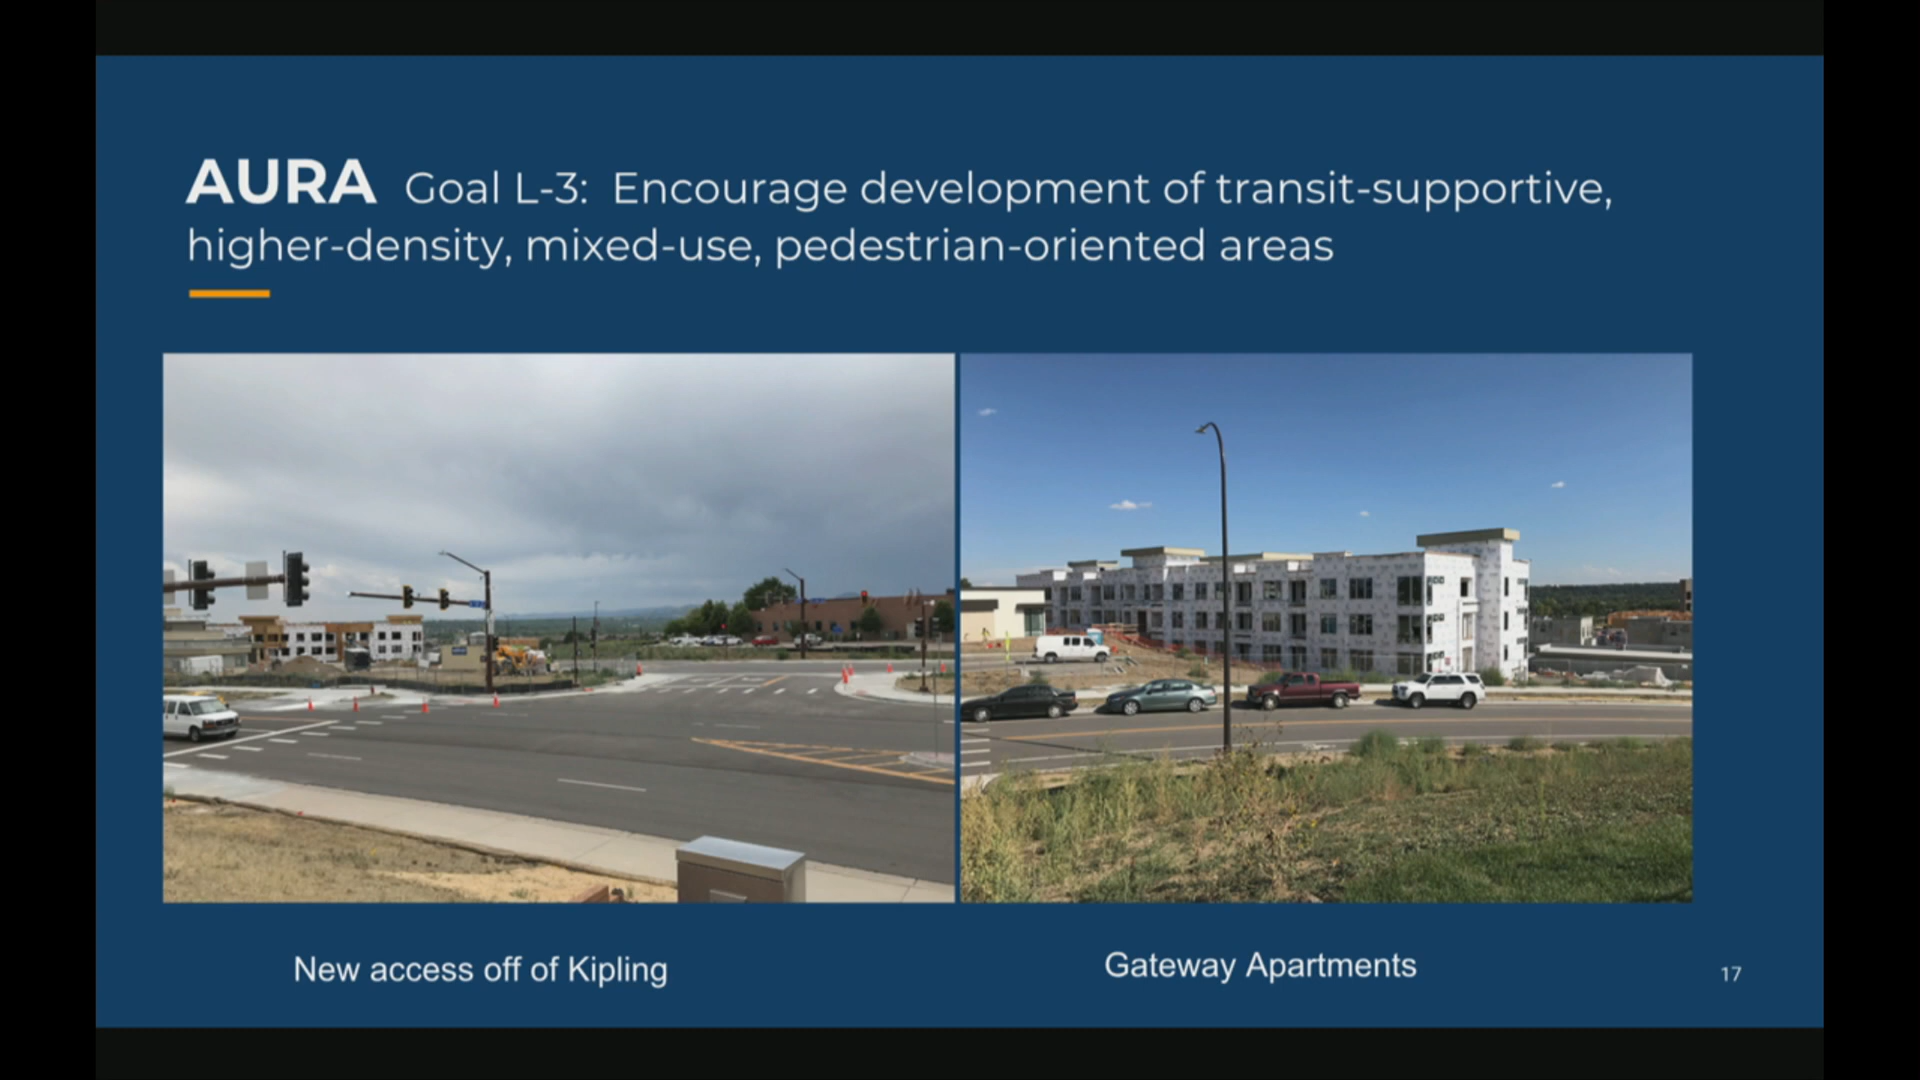 AURA Goal L-3: Encourage development of transit-supportive,
higher-density, mixed-use, pedestrian-oriented areas
New access off of Kipling
Gateway Apartments
17